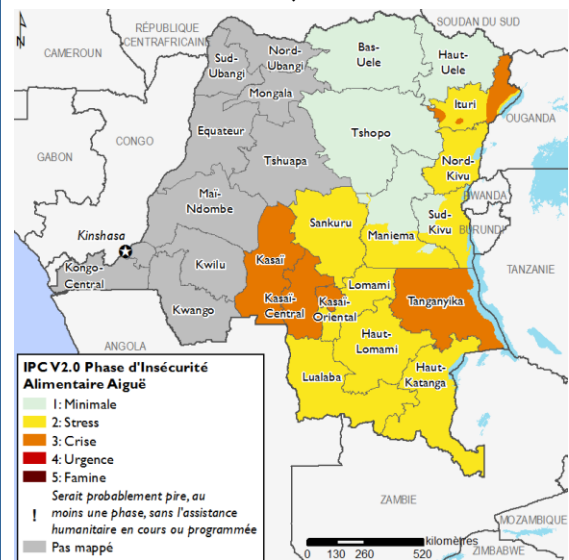 N
RÉPUBLIQUE
CENTRAFRICAIN
SOUDAN DU SUD
CAMEROUN
Sud-
Ubangi
Nord-
Ubangi
Bas-
Uele
Haut-
Uele
Mongala
Ituri
OUGANDA
Equateur
CONGO
Tshopo
GABON
Tshuapa
Nord-
Kivu
RWANDA
Maï-
Ndombe
Sankuru
Sud-
Kivu
BURUNDI
Maniema
Kinshasa
Kasaï
TANZANIE
Kongo-
Central
Kwilu
Lomami
Tanganyika
Kasaï-
Central
Kasaï-
Oriental
Kwango
Haut-
Lomami
ANGOLA
Haut-
Katanga
Lualaba
IPC V2.0 Phase d'Insécurité
Alimentaire Aiguë
1: Minimale
2: Stress
3: Crise
4: Urgence
5: Famine
! Serait probablement pire, au
moins une phase, sans l'assistance
humanitaire en cours ou programmée
Pas mappé
ZAMBIE
MOZAMBIQUE
ZIMBABWE
kilomètres
0 130 260 520